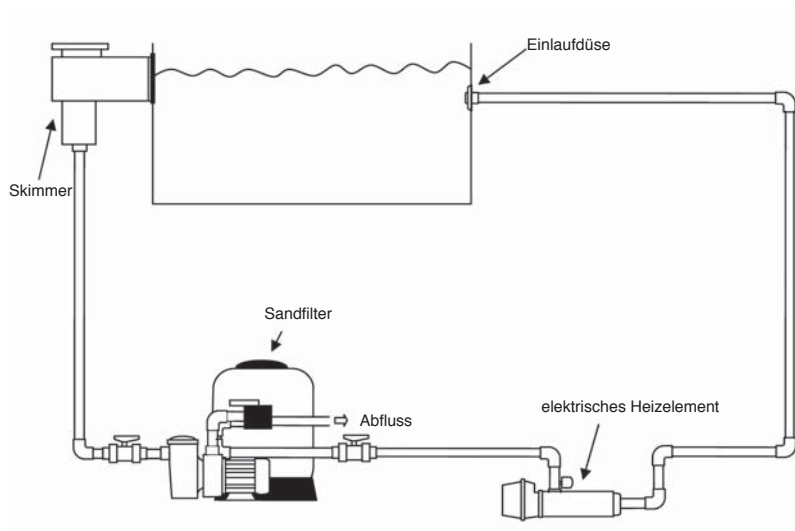 Einlaufdüse
Skimmer
Sandfilter
Abfluss
elektrisches Heizelement